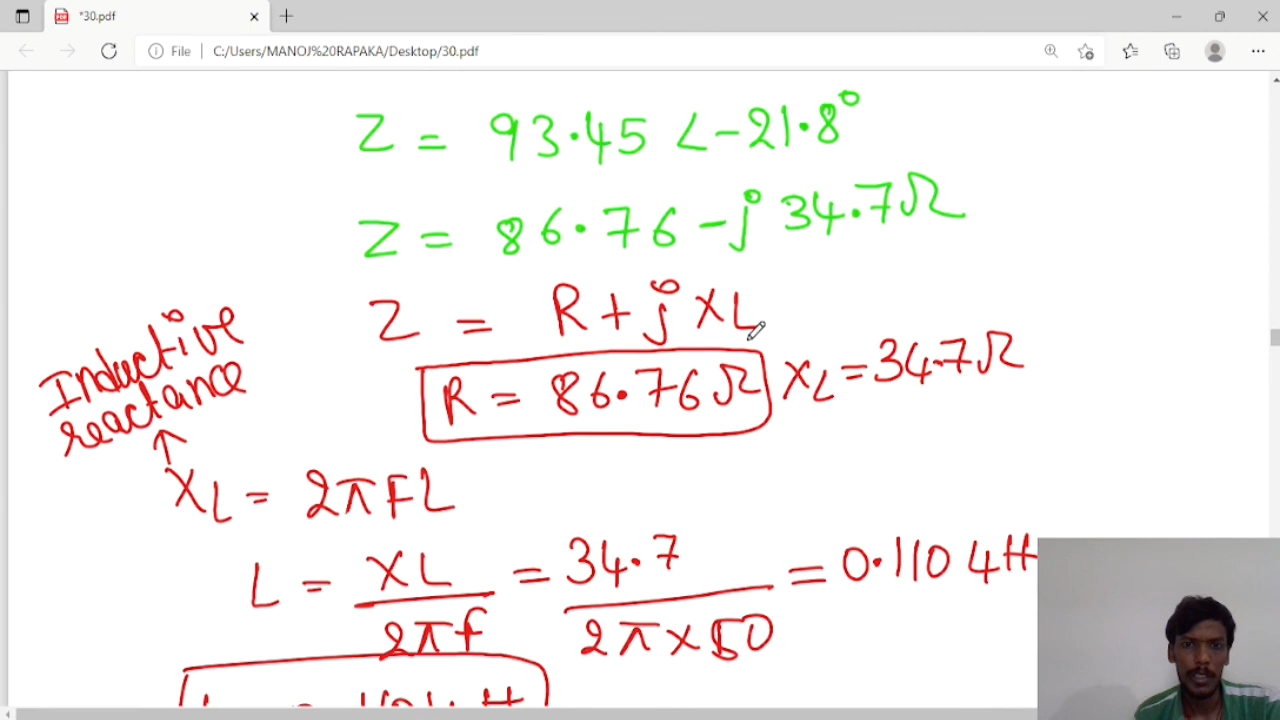 *30.pdf
File C:/Users/MANOJ%20RAPAKA/Desktop/30.pdf
Z = 93.45 ∠-21.8°
Z = 86.76 - j 34.7Ω
Z = R + j XL
R = 86.76Ω XL = 34.7Ω
Inductive
reactance
XL = 2πFL
L = XL / 2πf = 34.7 / 2π×50 = 0.1104H